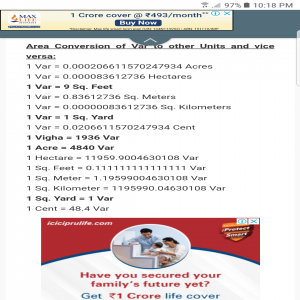 97% 10:18 PM
MAX LIFE INSURANCE
1 Crore cover @ ₹493/month**
Buy Now
Area Conversion of Var to other Units and vice
versa:
1 Var = 0.000206611570247934 Acres
1 Var = 0.000083612736 Hectares
1 Var = 9 Sq. Feets
1 Var = 0.83612736 Sq. Meters
1 Var = 0.00000083612736 Sq. Kilometers
1 Var = 1 Sq. Yard
1 Var = 0.0206611570247934 Cent
1 Vigha = 1936 Var
1 Acre = 4840 Var
1 Hectare = 11959.9004630108 Var
1 Sq. Feet = 0.111111111111111 Var
1 Sq. Meter = 1.19599004630108 Var
1 Sq. Kilometer = 1195990.04630108 Var
1 Sq. Yard = 1 Var
1 Cent = 48.4 Var
iciciprulife.com
iProtect
Smart
Have you secured your
family's future yet?
Get ₹1 Crore life cover